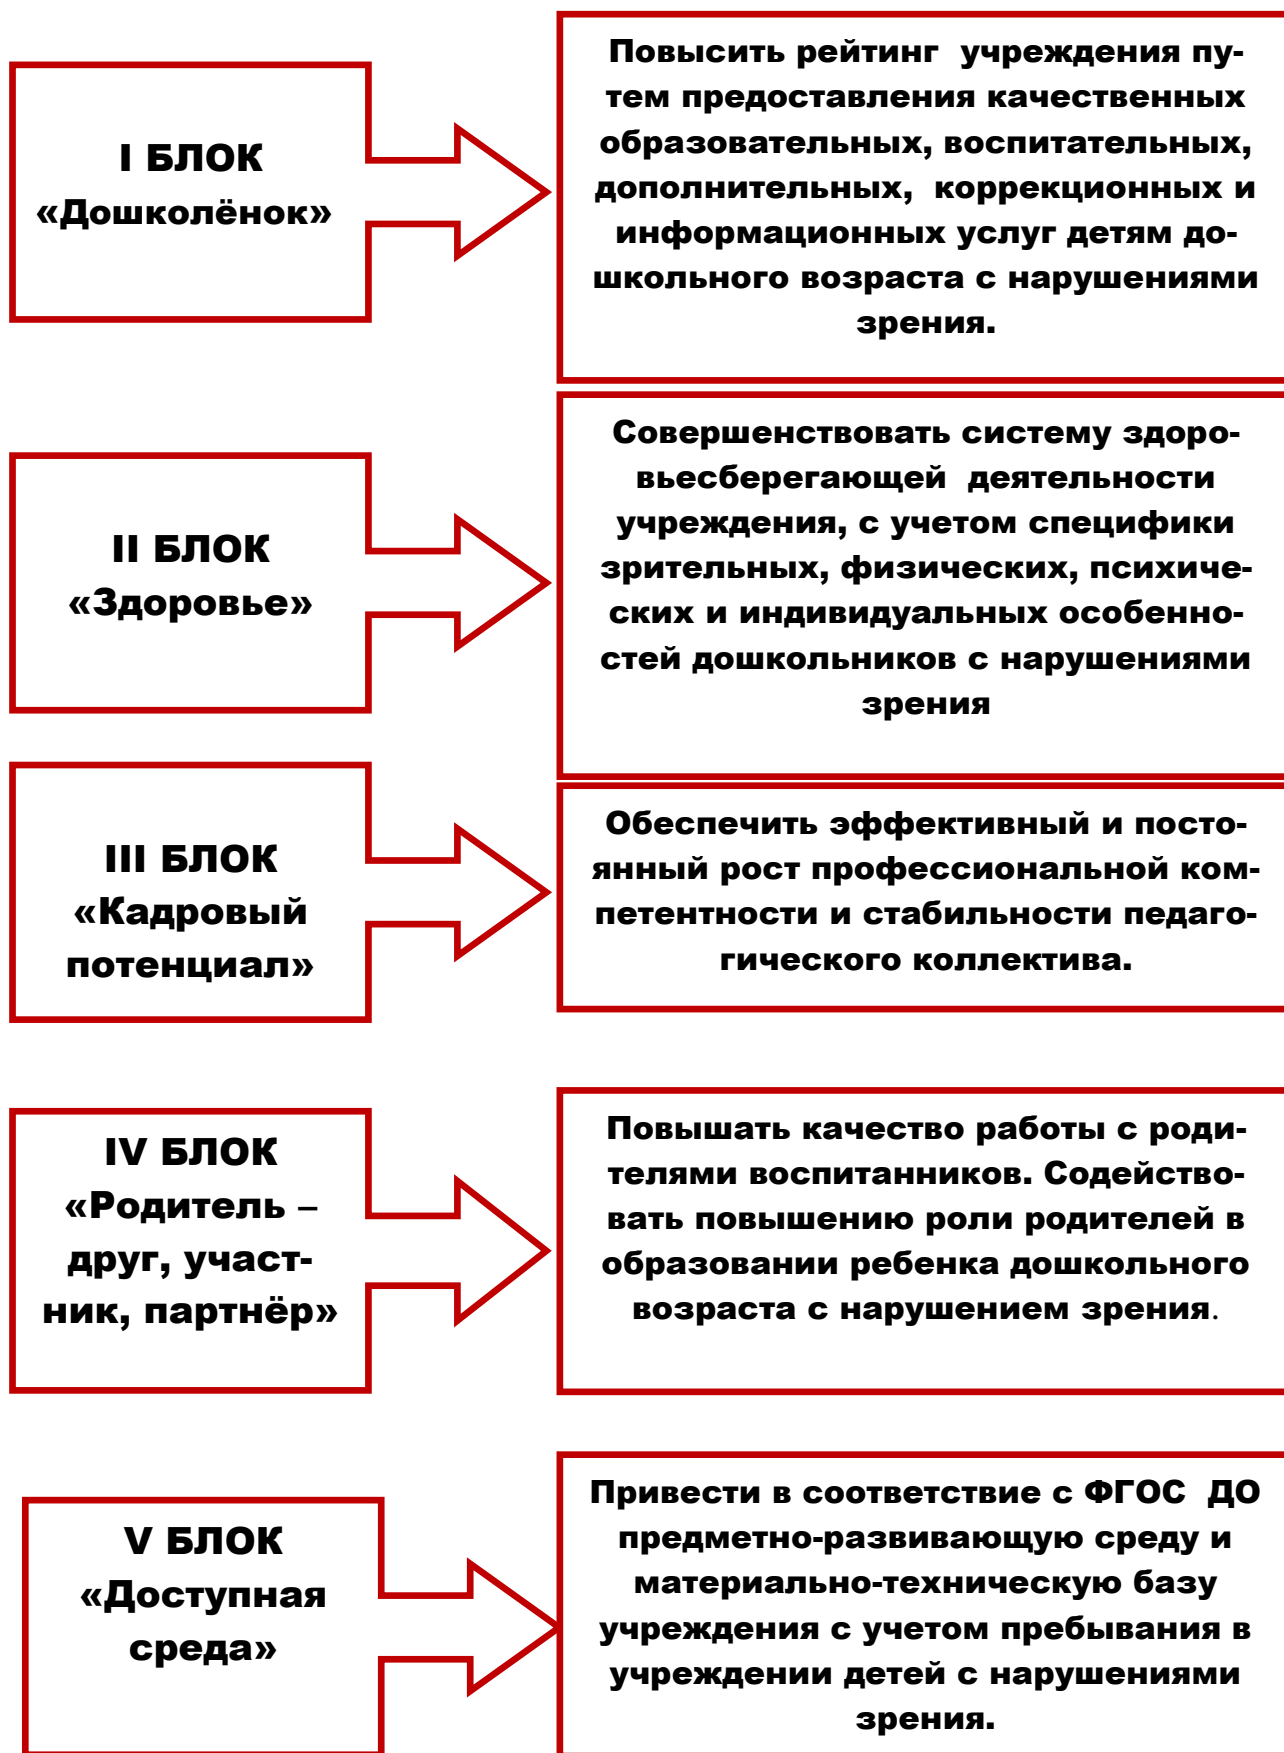 I БЛОК
«Дошколёнок»
Повысить рейтинг учреждения пу-
тем предоставления качественных
образовательных, воспитательных,
дополнительных, коррекционных и
информационных услуг детям до-
школьного возраста с нарушениями
зрения.
II БЛОК
«Здоровье»
Совершенствовать систему здоро-
вьесберегающей деятельности
учреждения, с учетом специфики
зрительных, физических, психиче-
ских и индивидуальных особенно-
стей дошкольников с нарушениями
зрения
III БЛОК
«Кадровый
потенциал»
Обеспечить эффективный и посто-
янный рост профессиональной ком-
петентности и стабильности педаго-
гического коллектива.
IV БЛОК
«Родитель –
друг, участ-
ник, партнёр»
Повышать качество работы с роди-
телями воспитанников. Содейство-
вать повышению роли родителей в
образовании ребенка дошкольного
возраста с нарушением зрения.
V БЛОК
«Доступная
среда»
Привести в соответствие с ФГОС ДО
предметно-развивающую среду и
материально-техническую базу
учреждения с учетом пребывания в
учреждении детей с нарушениями
зрения.